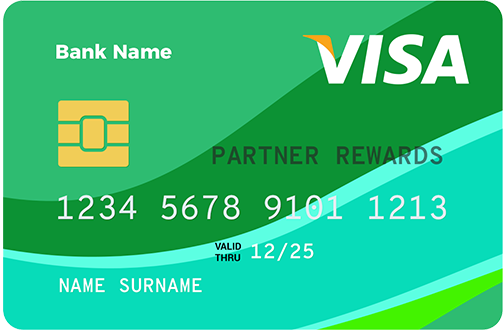 Bank Name
VISA
PARTNER REWARDS
1234 5678 9101 1213
VALID
THRU 12/25
NAME SURNAME